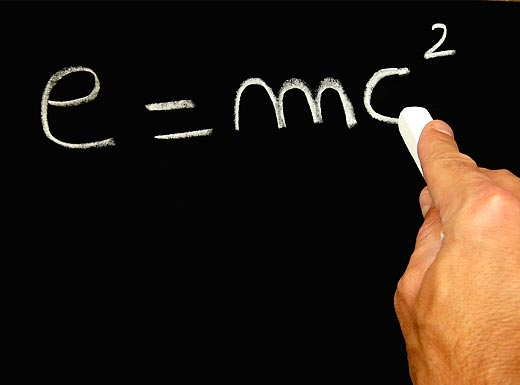 e = mc²